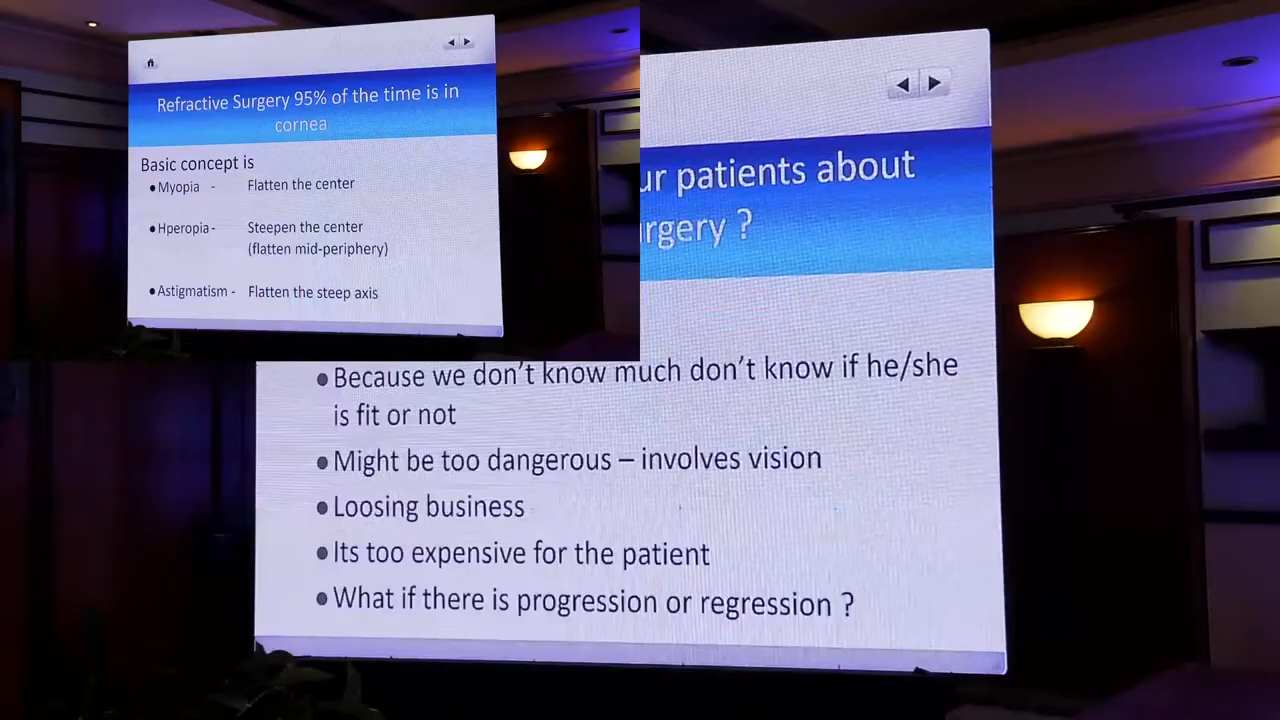 Refractive Surgery 95% of the time is in
cornea
Basic concept is
●Myopia - Flatten the center
●Hperopia- Steepen the center
(flatten mid-periphery)
●Astigmatism - Flatten the steep axis
patients about
?
●Because we don't know much don't know if he/she
is fit or not
●Might be too dangerous – involves vision
●Loosing business
●Its too expensive for the patient
●What if there is progression or regression ?